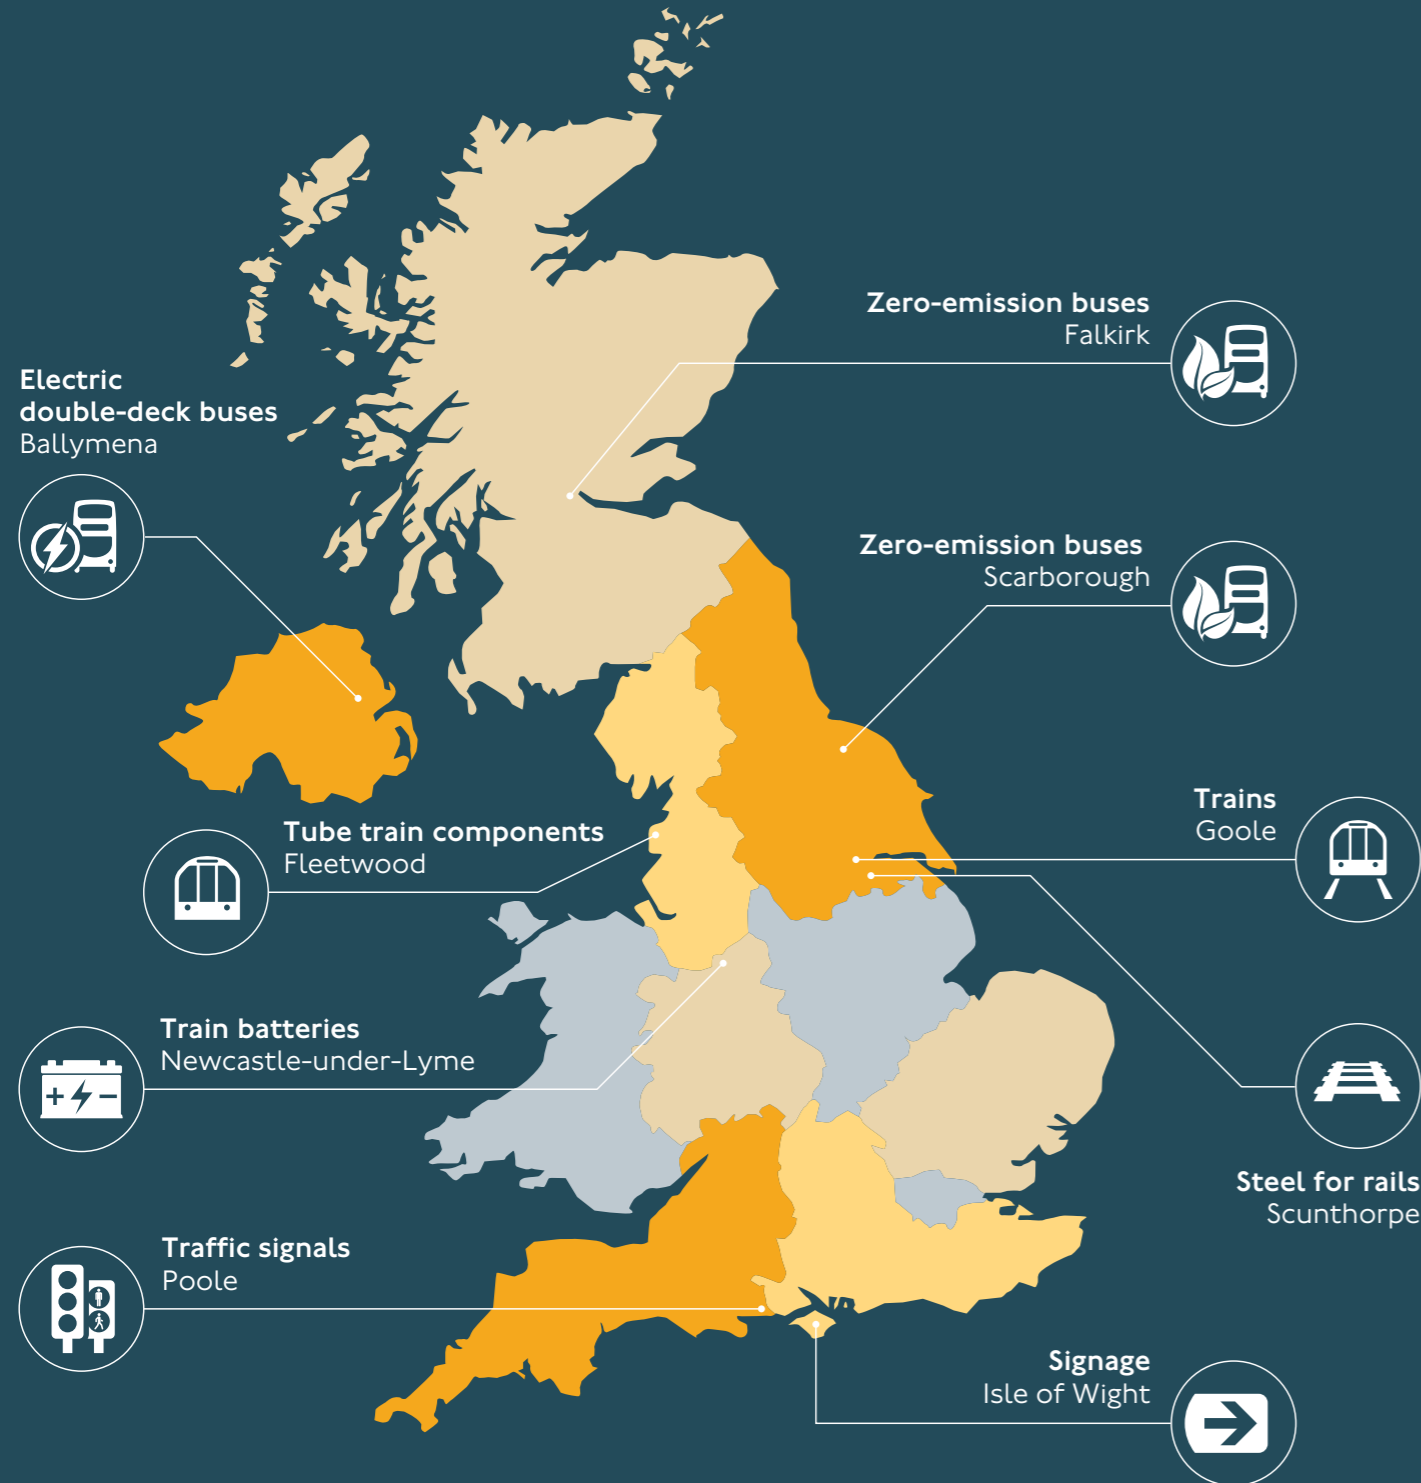 Zero-emission buses
Falkirk
Electric
double-deck buses
Ballymena
Zero-emission buses
Scarborough
Trains
Goole
Tube train components
Fleetwood
Train batteries
Newcastle-under-Lyme
Steel for rails
Scunthorpe
Traffic signals
Poole
Signage
Isle of Wight